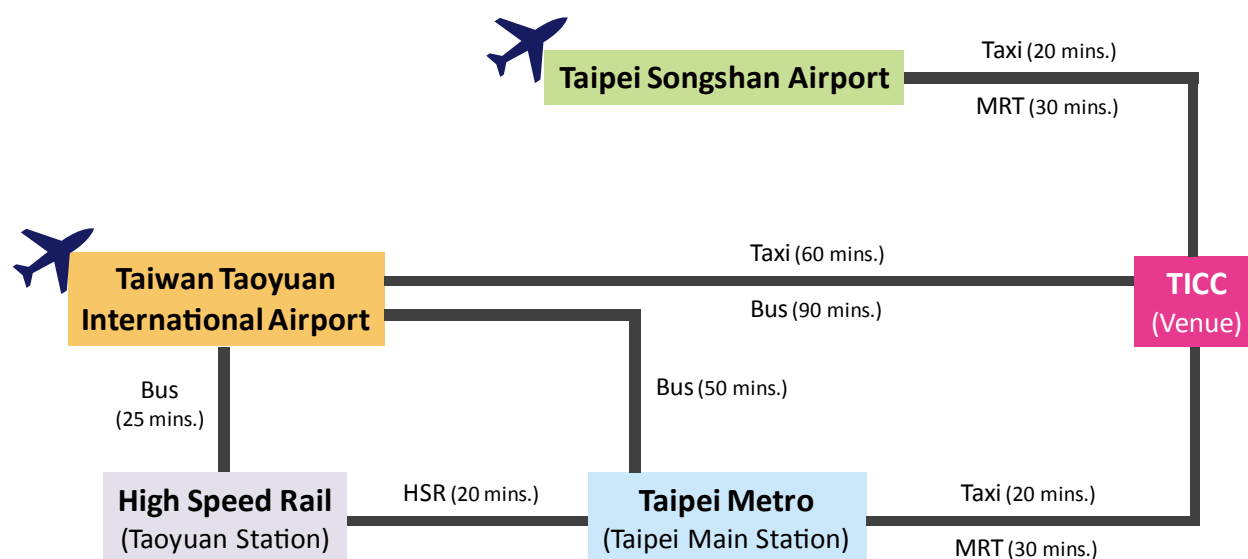 Taipei Songshan Airport
Taxi (20 mins.)
MRT (30 mins.)
Taiwan Taoyuan
International Airport
Taxi (60 mins.)
Bus (90 mins.)
TICC
(Venue)
Bus
(25 mins.)
Bus (50 mins.)
High Speed Rail
(Taoyuan Station)
HSR (20 mins.)
Taipei Metro
(Taipei Main Station)
Taxi (20 mins.)
MRT (30 mins.)